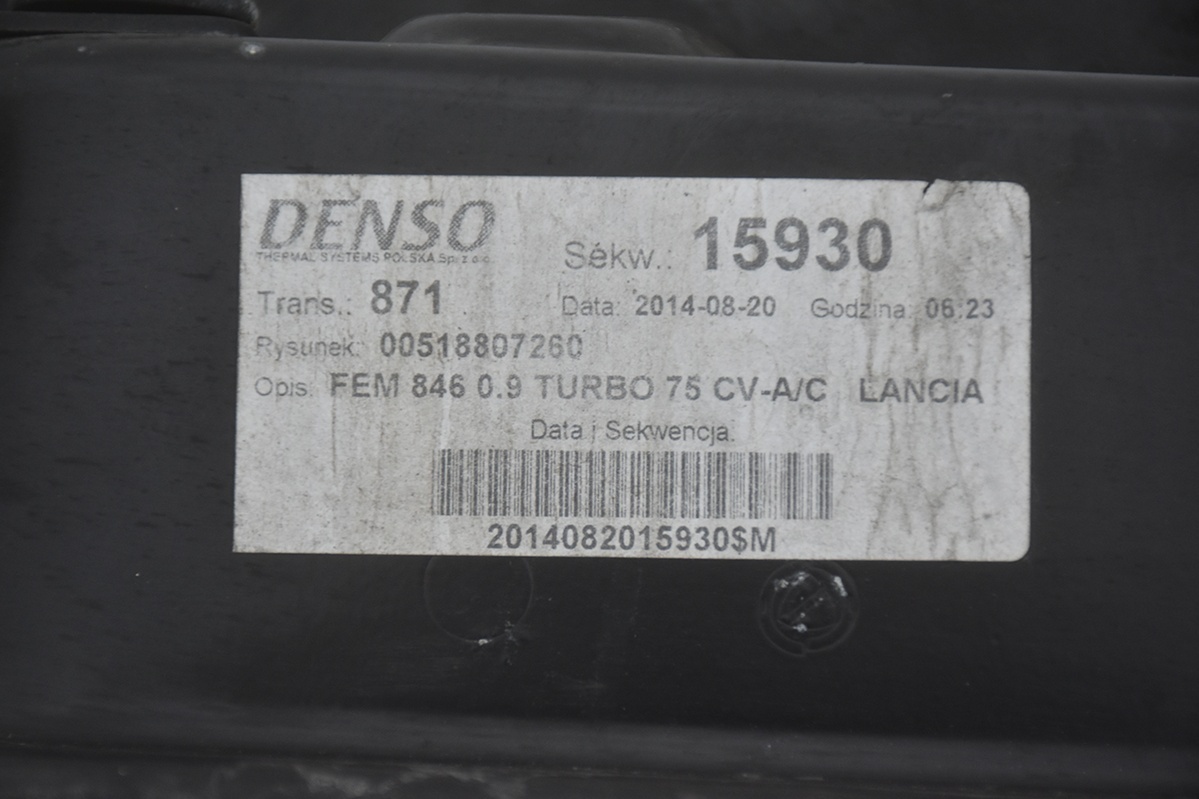 DENSO
THERMAL SYSTEMS POLSKA Sp. z o.o.
Sekw.: 15930
Trans.: 871
Data: 2014-08-20 Godzina: 06:23
Rysunek: 00518807260
Opis: FEM 846 0.9 TURBO 75 CV-A/C LANCIA
Data i Sekwencja:
2014082015930$M